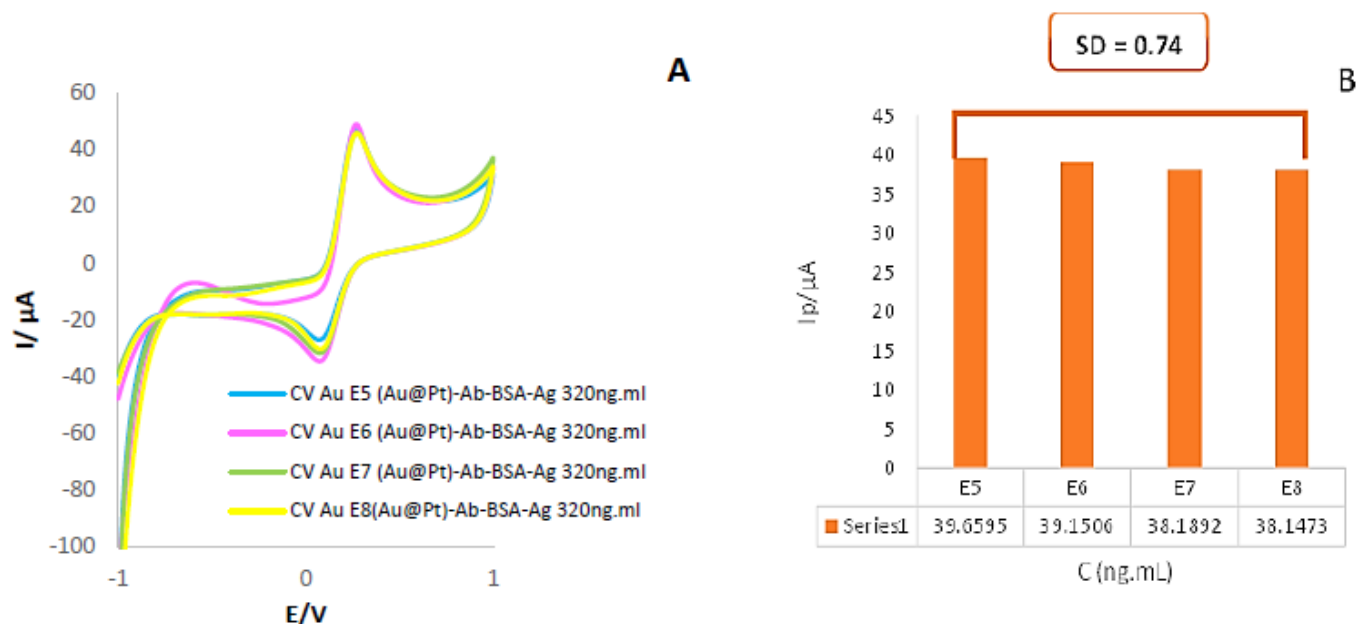 A
60
40
20
0
-20
-40
-60
-80
-100
I/ µA
-1
0
1
E/V
CV Au E5 (Au@Pt)-Ab-BSA-Ag 320ng.ml
CV Au E6 (Au@Pt)-Ab-BSA-Ag 320ng.ml
CV Au E7 (Au@Pt)-Ab-BSA-Ag 320ng.ml
CV Au E8(Au@Pt)-Ab-BSA-Ag 320ng.ml
SD = 0.74
B
45
40
35
30
25
20
15
10
5
0
Ip/µA
E5 E6 E7 E8
Series1 39.6595 39.1506 38.1892 38.1473
C (ng.mL)